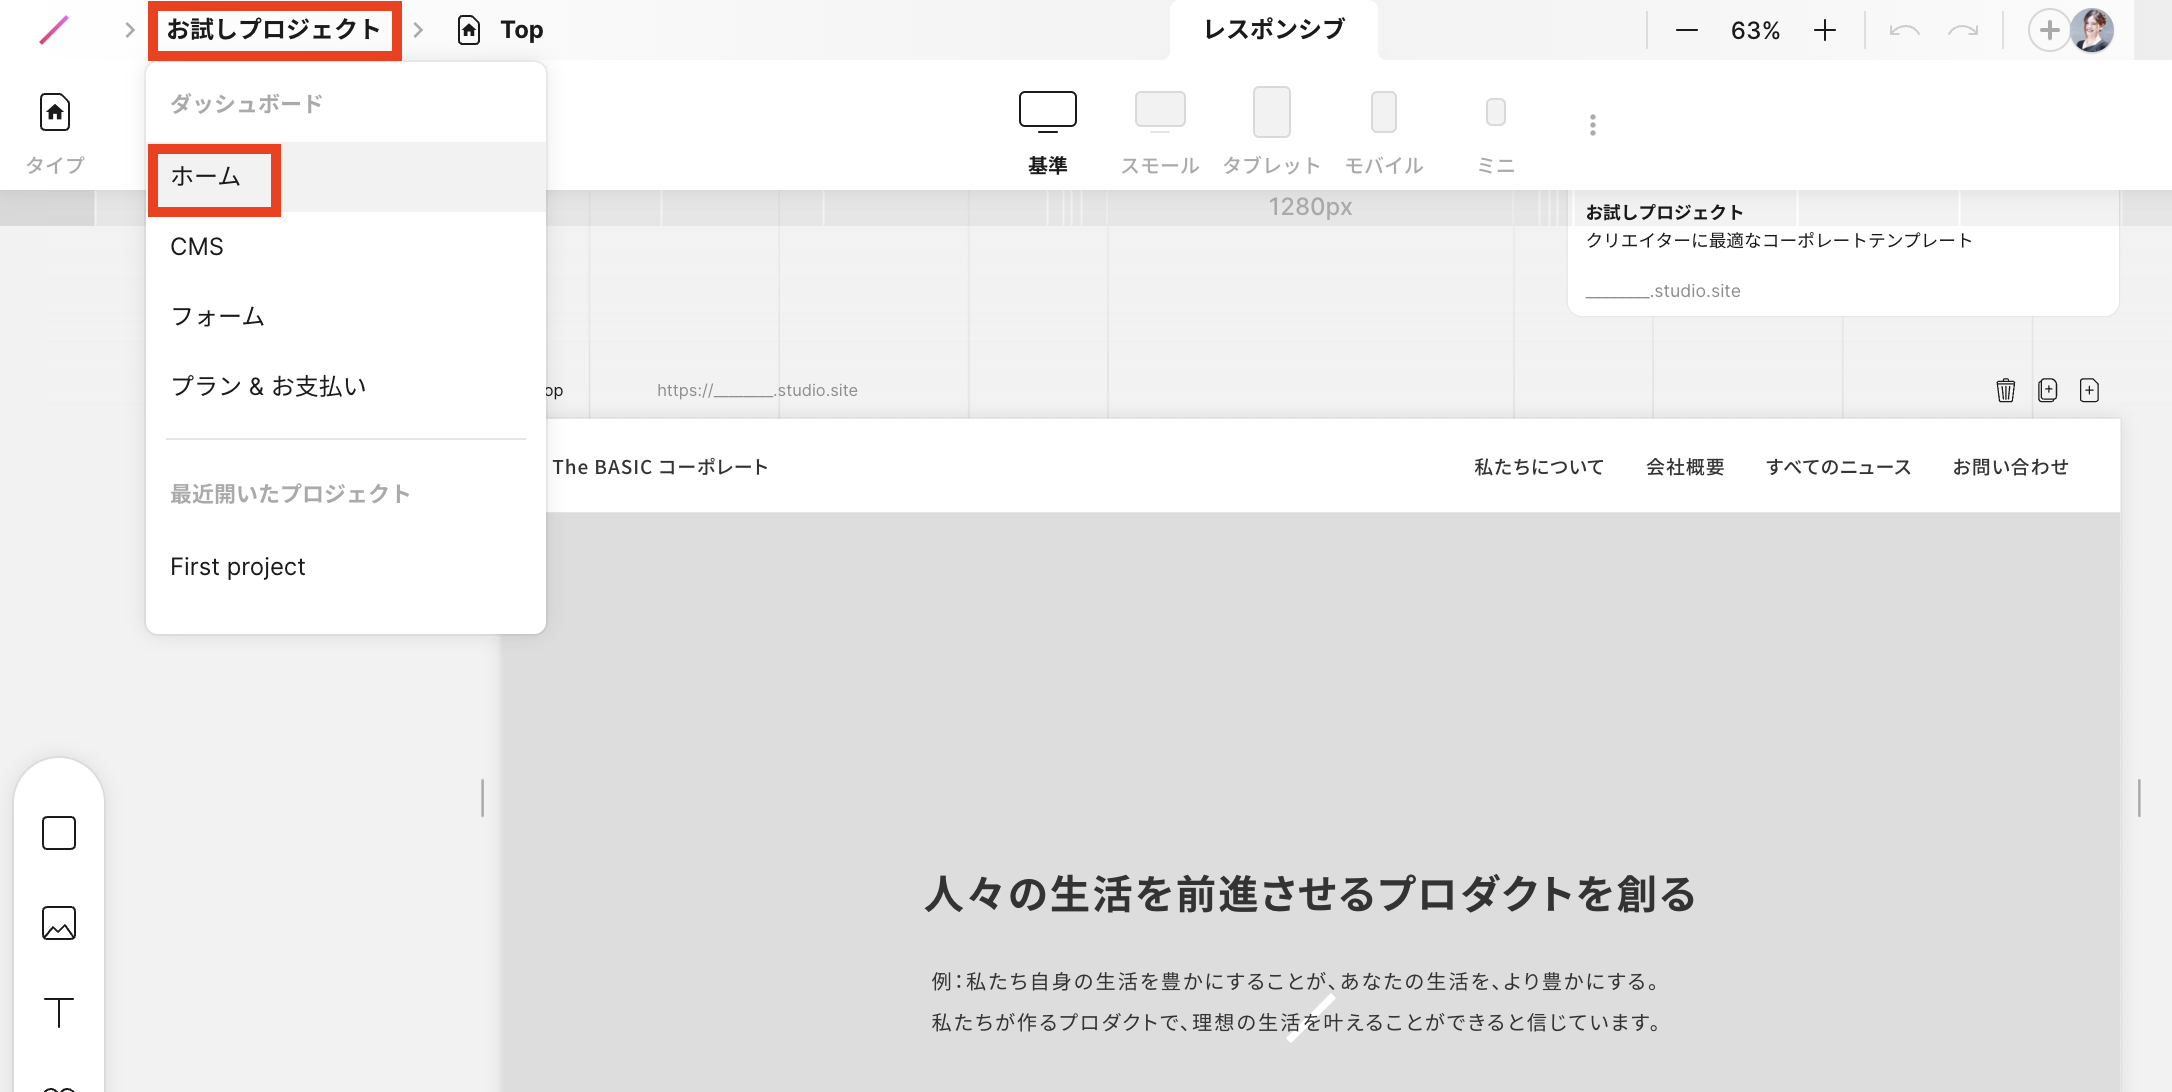 お試しプロジェクト
Top
レスポンシブ
63%
タイプ
基準
スモール
タブレット
モバイル
ミニ
ダッシュボード
ホーム
CMS
フォーム
プラン & お支払い
最近開いたプロジェクト
First project
1280px
お試しプロジェクト
クリエイターに最適なコーポレートテンプレート
________.studio.site
op
https://________.studio.site
The BASIC コーポレート
私たちについて
会社概要
すべてのニュース
お問い合わせ
人々の生活を前進させるプロダクトを創る
例：私たち自身の生活を豊かにすることが、あなたの生活を、より豊かにする。
私たちが作るプロダクトで、理想の生活を叶えることができると信じています。